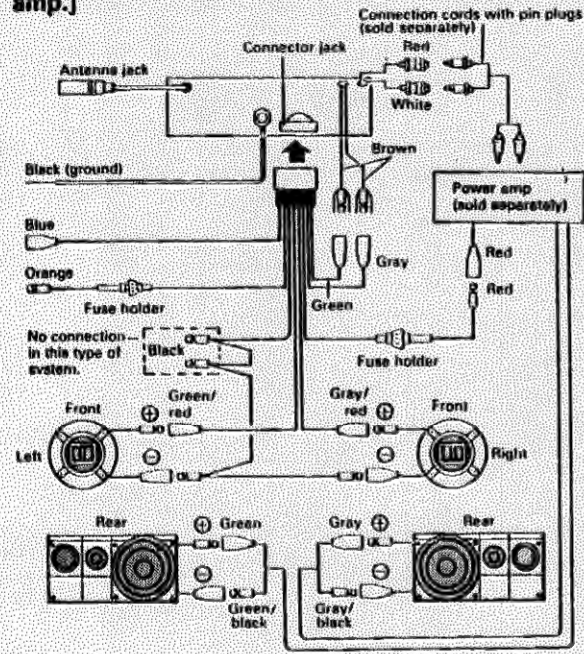 amp.]
Connection cords with pin plugs
(sold separately)
Connector jack
Red
Antenna jack
White
Brown
Black (ground)
Power amp
(sold separately)
Blue
Red
Orange
Gray
Green
Red
Fuse holder
No connection
in this type of
system.
Black
Fuse holder
Front
Green/
red
Gray/
red
Front
Left
Right
Rear
Green
Gray
Rear
Green/
black
Gray/
black